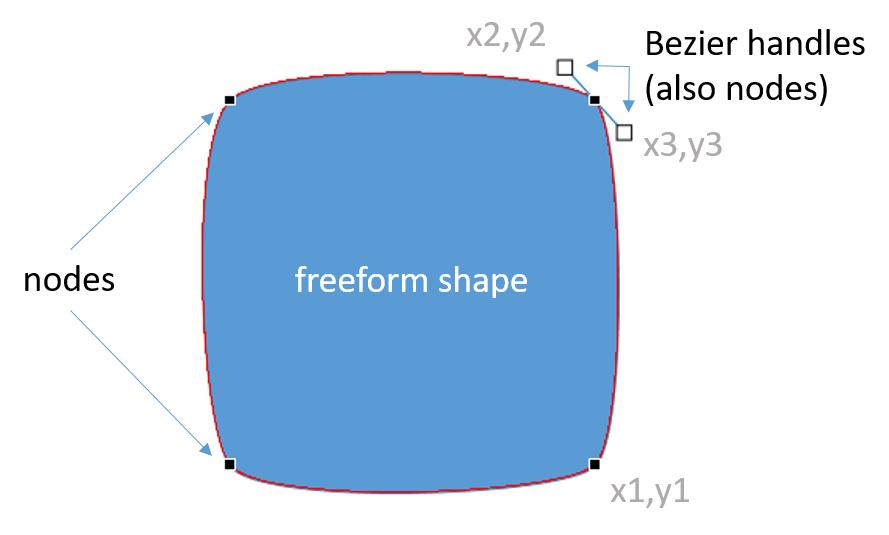 x2,y2
Bezier handles
(also nodes)
x3,y3
nodes
freeform shape
x1,y1